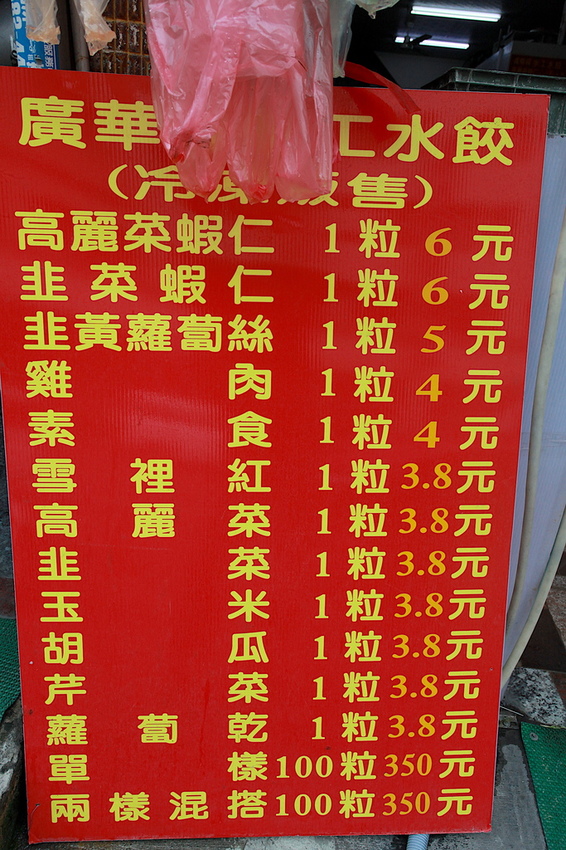 廣華 工水餃
(冷凍販售)
高麗菜蝦仁 1粒 6元
韭菜蝦仁 1粒 6元
韭黃蘿蔔絲 1粒 5元
雞肉 1粒 4元
素食 1粒 4元
雪裡紅 1粒 3.8元
高麗菜 1粒 3.8元
韭菜 1粒 3.8元
玉米 1粒 3.8元
胡瓜 1粒 3.8元
芹菜 1粒 3.8元
蘿蔔乾 1粒 3.8元
單樣100粒 350元
兩樣混搭100粒 350元